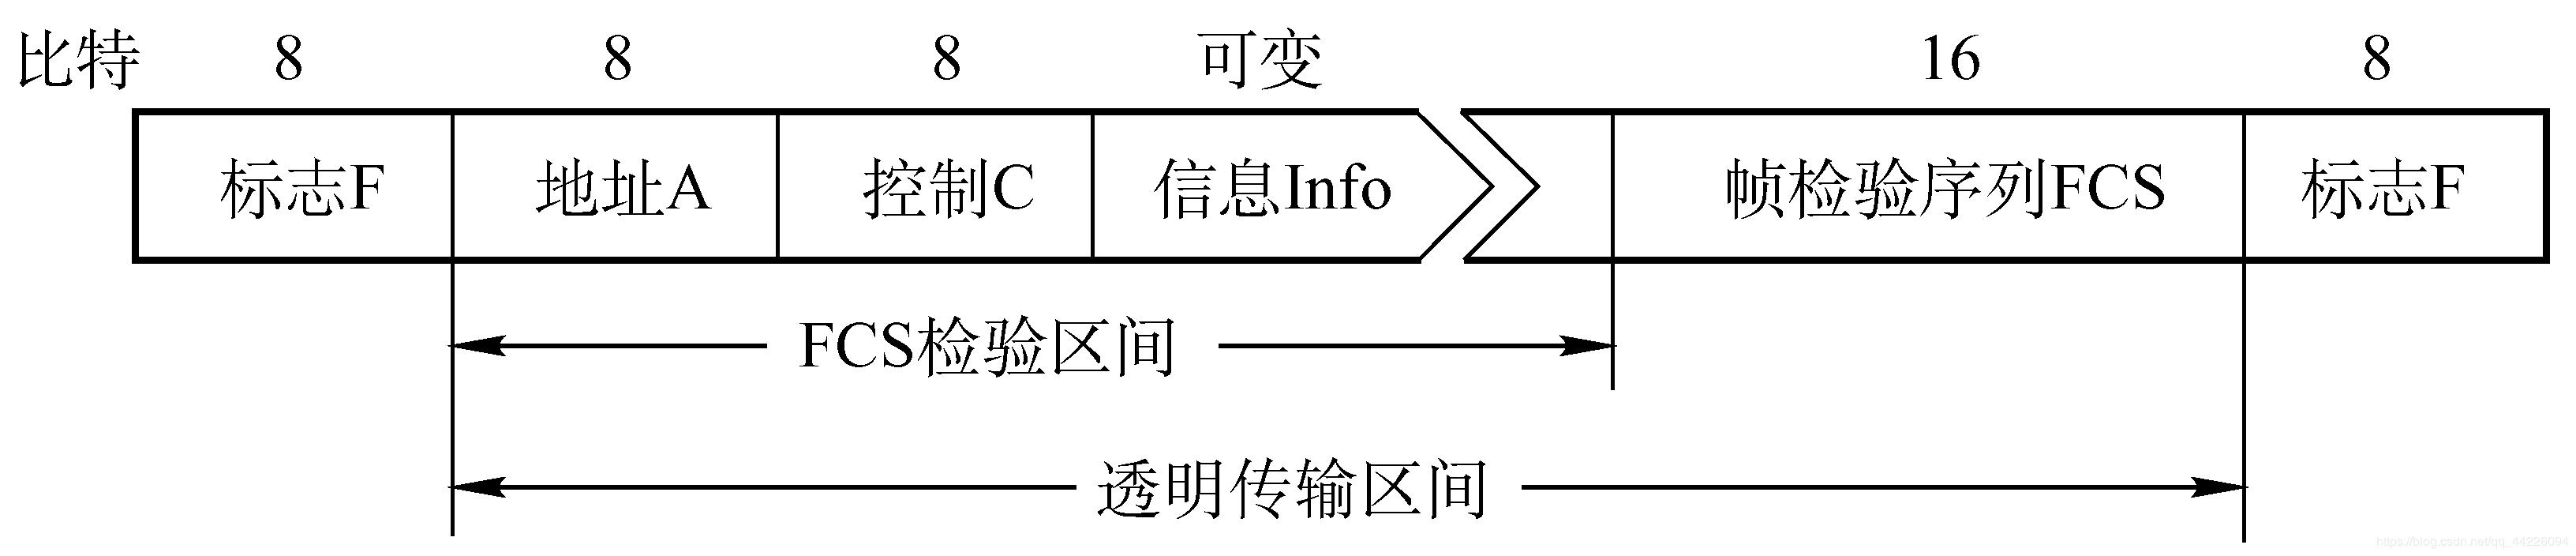 比特 8 8 8 可变 16 8
标志F 地址A 控制C 信息Info 帧检验序列FCS 标志F
FCS检验区间
透明传输区间
https://blog.csdn.net/qq_44226094